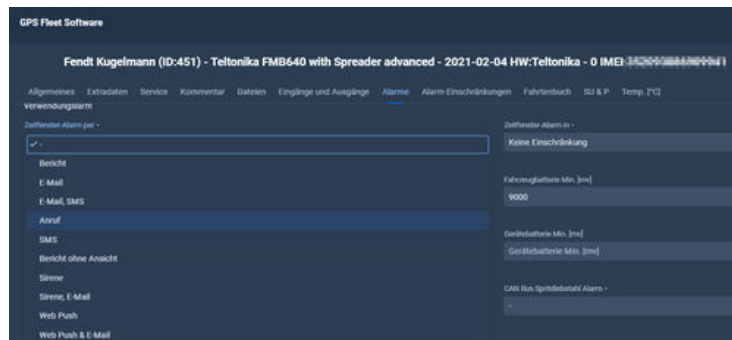 GPS Fleet Software
Fendt Kugelmann (ID:451) - Teltonika FMB640 with Spreader advanced - 2021-02-04 HW:Teltonika - 0 IMEI:
Allgemeines Extradaten Service Kommentar Dateien Eingänge und Ausgänge Alarme Alarm Einschränkungen Fahrtenbuch SU & P Temp. [°C]
Verwendungsarm
Zeitfenster-Alarm per -
Zeitfenster Alarm in -
✓ -
Keine Einschränkung
Bericht
E-Mail
Fahrzeugbatterie Min. [mv]
E-Mail, SMS
9000
Anruf
SMS
Gerätebatterie Min. [mv]
Bericht ohne Ansicht
Gerätebatterie Min. [mv]
Sirene
Sirene, E-Mail
CAN Bus Spritdiebstahl Alarm -
Web Push
-
Web Push & E-Mail